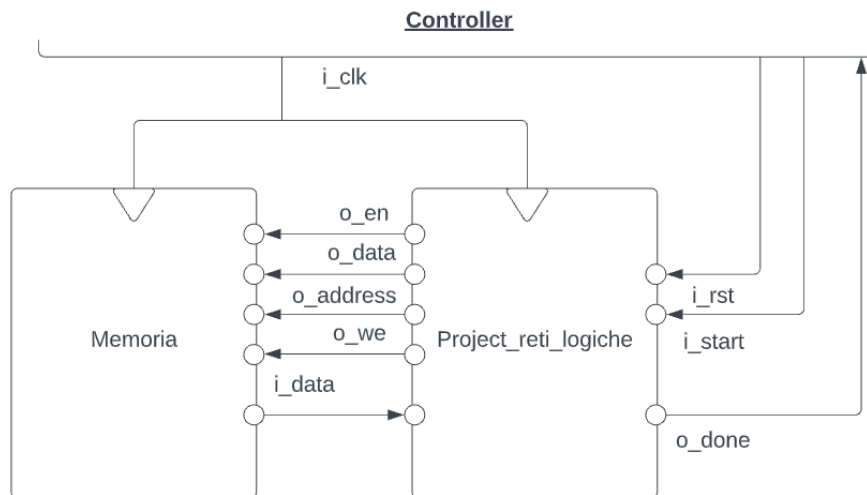 Controller
i_clk
o_en
o_data
o_address
i_rst
o_we
Memoria
Project_reti_logiche
i_start
i_data
o_done